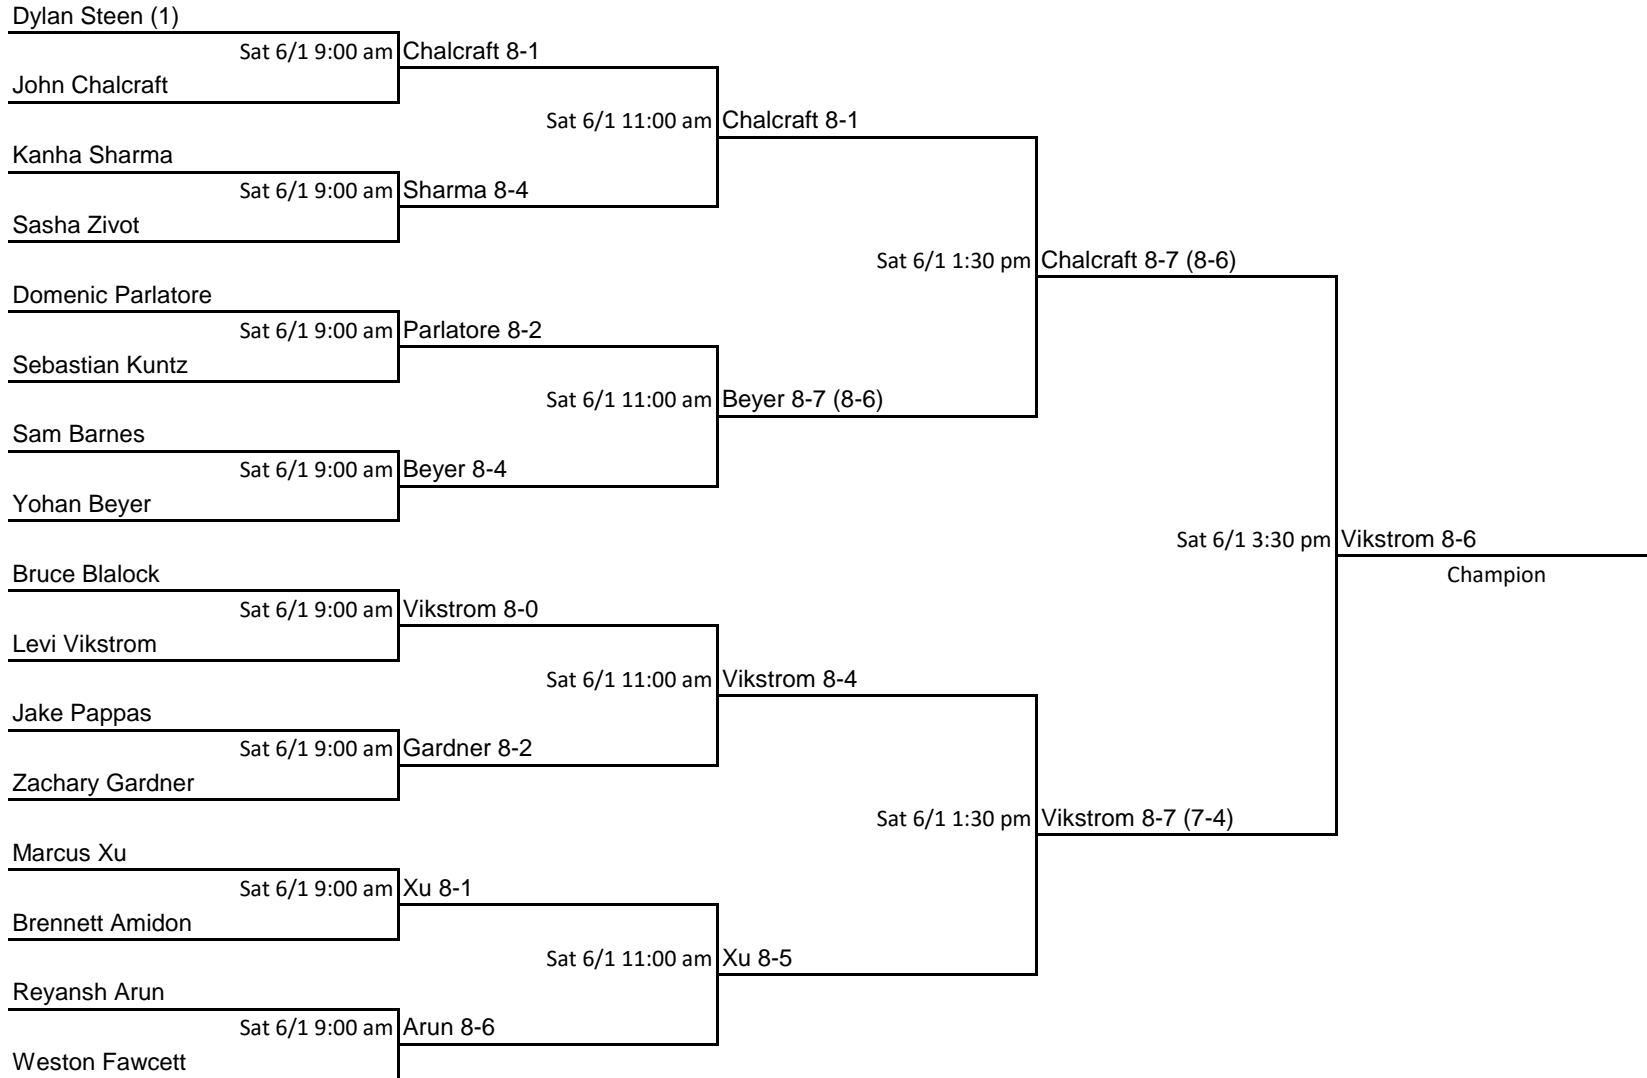 Dylan Steen (1)
Sat 6/1 9:00 am Chalcraft 8-1
John Chalcraft
Sat 6/1 11:00 am Chalcraft 8-1
Kanha Sharma
Sat 6/1 9:00 am Sharma 8-4
Sasha Zivot
Sat 6/1 1:30 pm Chalcraft 8-7 (8-6)
Domenic Parlatore
Sat 6/1 9:00 am Parlatore 8-2
Sebastian Kuntz
Sat 6/1 11:00 am Beyer 8-7 (8-6)
Sam Barnes
Sat 6/1 9:00 am Beyer 8-4
Yohan Beyer
Sat 6/1 3:30 pm Vikstrom 8-6
Bruce Blalock
Champion
Sat 6/1 9:00 am Vikstrom 8-0
Levi Vikstrom
Sat 6/1 11:00 am Vikstrom 8-4
Jake Pappas
Sat 6/1 9:00 am Gardner 8-2
Zachary Gardner
Sat 6/1 1:30 pm Vikstrom 8-7 (7-4)
Marcus Xu
Sat 6/1 9:00 am Xu 8-1
Brennett Amidon
Sat 6/1 11:00 am Xu 8-5
Reyansh Arun
Sat 6/1 9:00 am Arun 8-6
Weston Fawcett